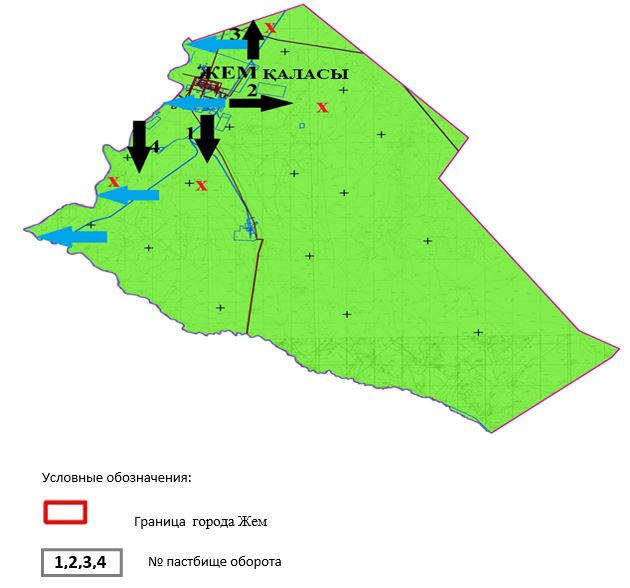 3
х
ЖЕМ ҚАЛАСЫ
2
х
1
4
х
х
Условные обозначения:
Граница города Жем
1,2,3,4 № пастбище оборота